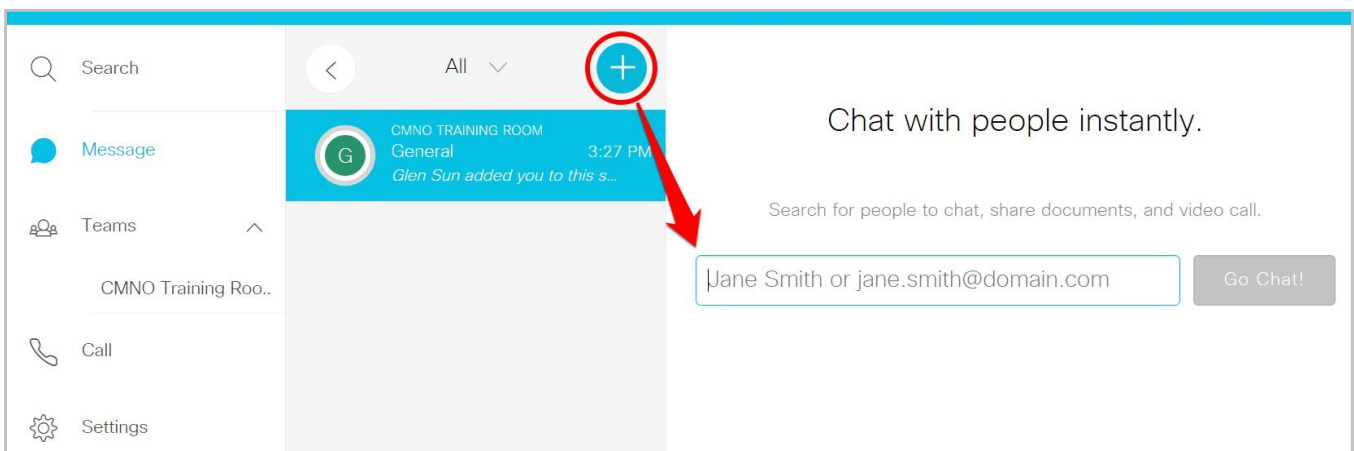 Search
Message
Teams
CMNO Training Roo..
Call
Settings
All
CMNO TRAINING ROOM
General 3:27 PM
Glen Sun added you to this s...
G
Chat with people instantly.
Search for people to chat, share documents, and video call.
Jane Smith or jane.smith@domain.com
Go Chat!